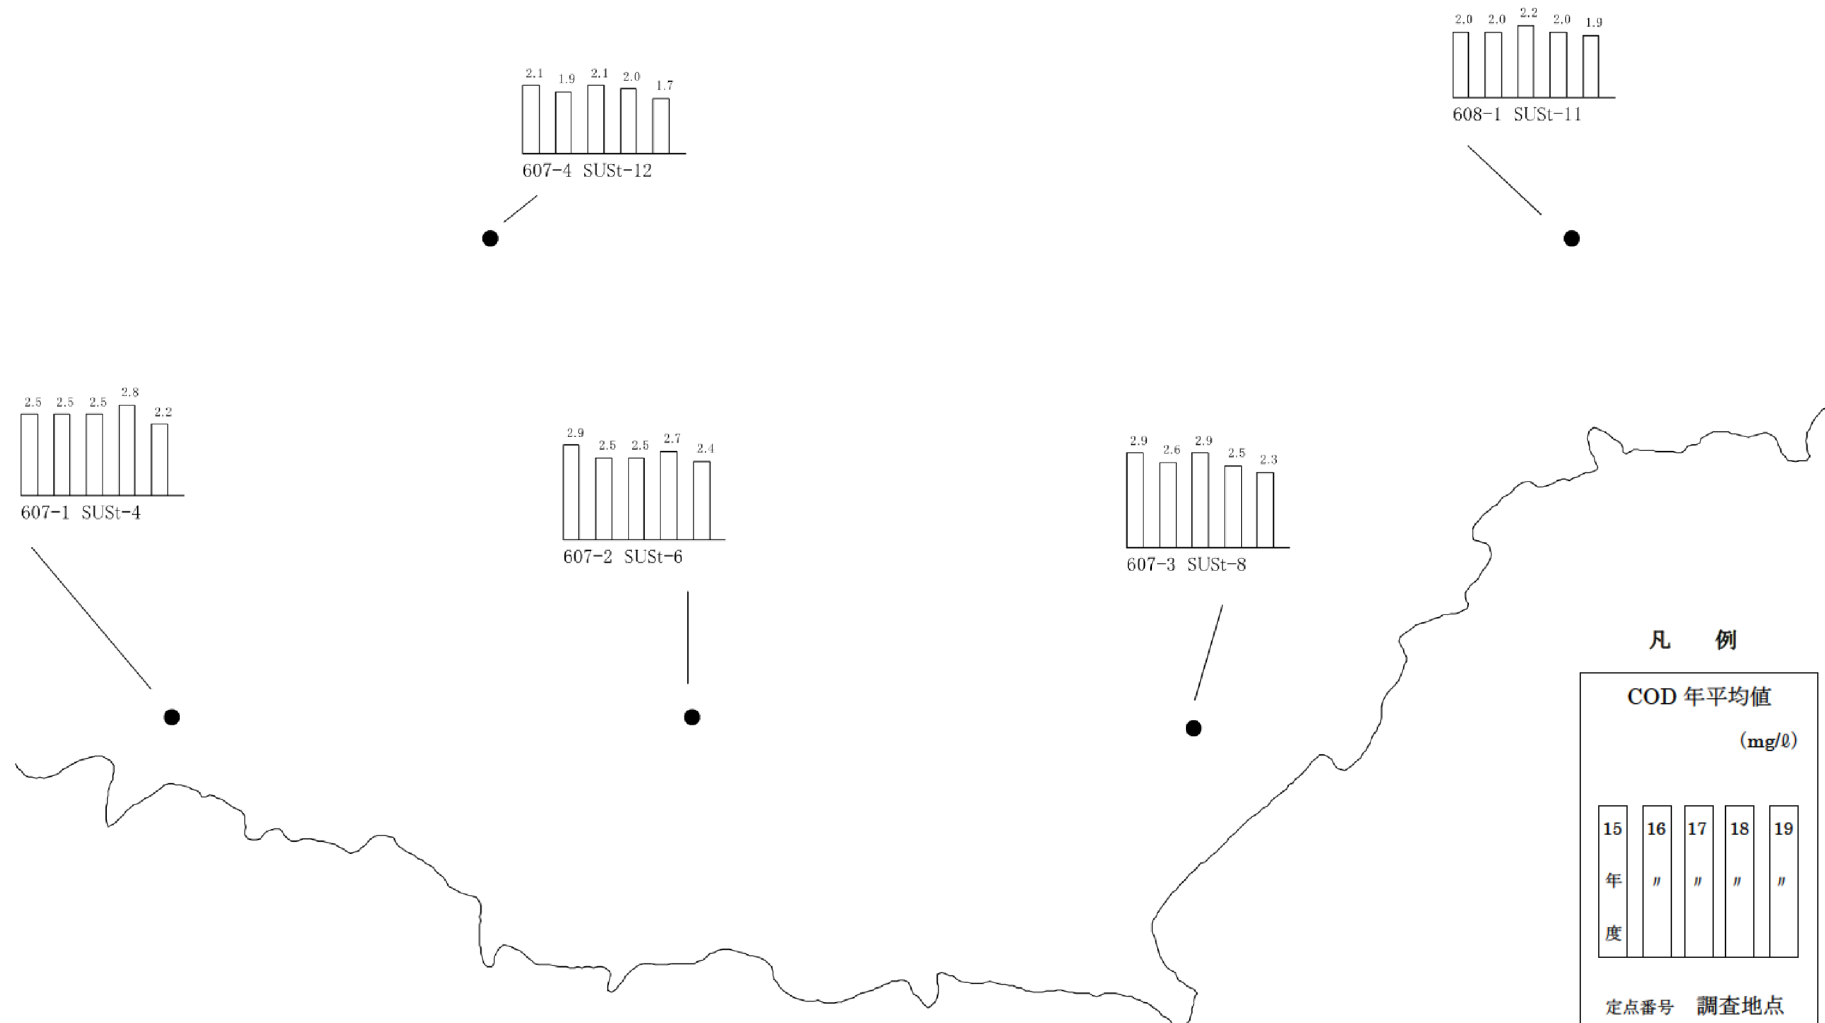 2.0 2.0 2.2 2.0 1.9
608-1 SUSt-11
2.1 1.9 2.1 2.0 1.7
607-4 SUSt-12
2.5 2.5 2.5 2.8 2.2
607-1 SUSt-4
2.9 2.5 2.5 2.7 2.4
607-2 SUSt-6
2.9 2.6 2.9 2.5 2.3
607-3 SUSt-8
凡 例
COD 年平均値
(mg/ℓ)
15 16 17 18 19
年 〃 〃 〃 〃
度
定点番号 調査地点